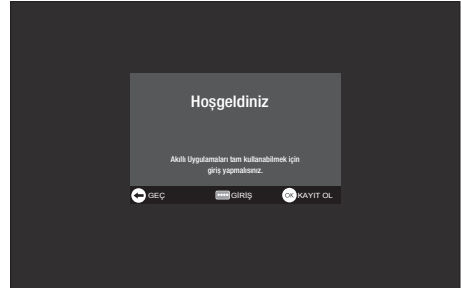 Hoşgeldiniz
Akıllı Uygulamaları tam kullanabilmek için
giriş yapmalısınız.
GEÇ GİRİŞ OK KAYIT OL